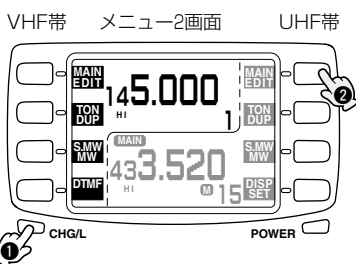 VHF帯 メニュー2画面 UHF帯
MAIN EDIT 145.000 MAIN EDIT
❷
TON DUP HI 1 TON DUP
S.MW MW MAIN 433.520 S.MW MW
DTMF HI M 15 DISP SET
CHG/L POWER
❶